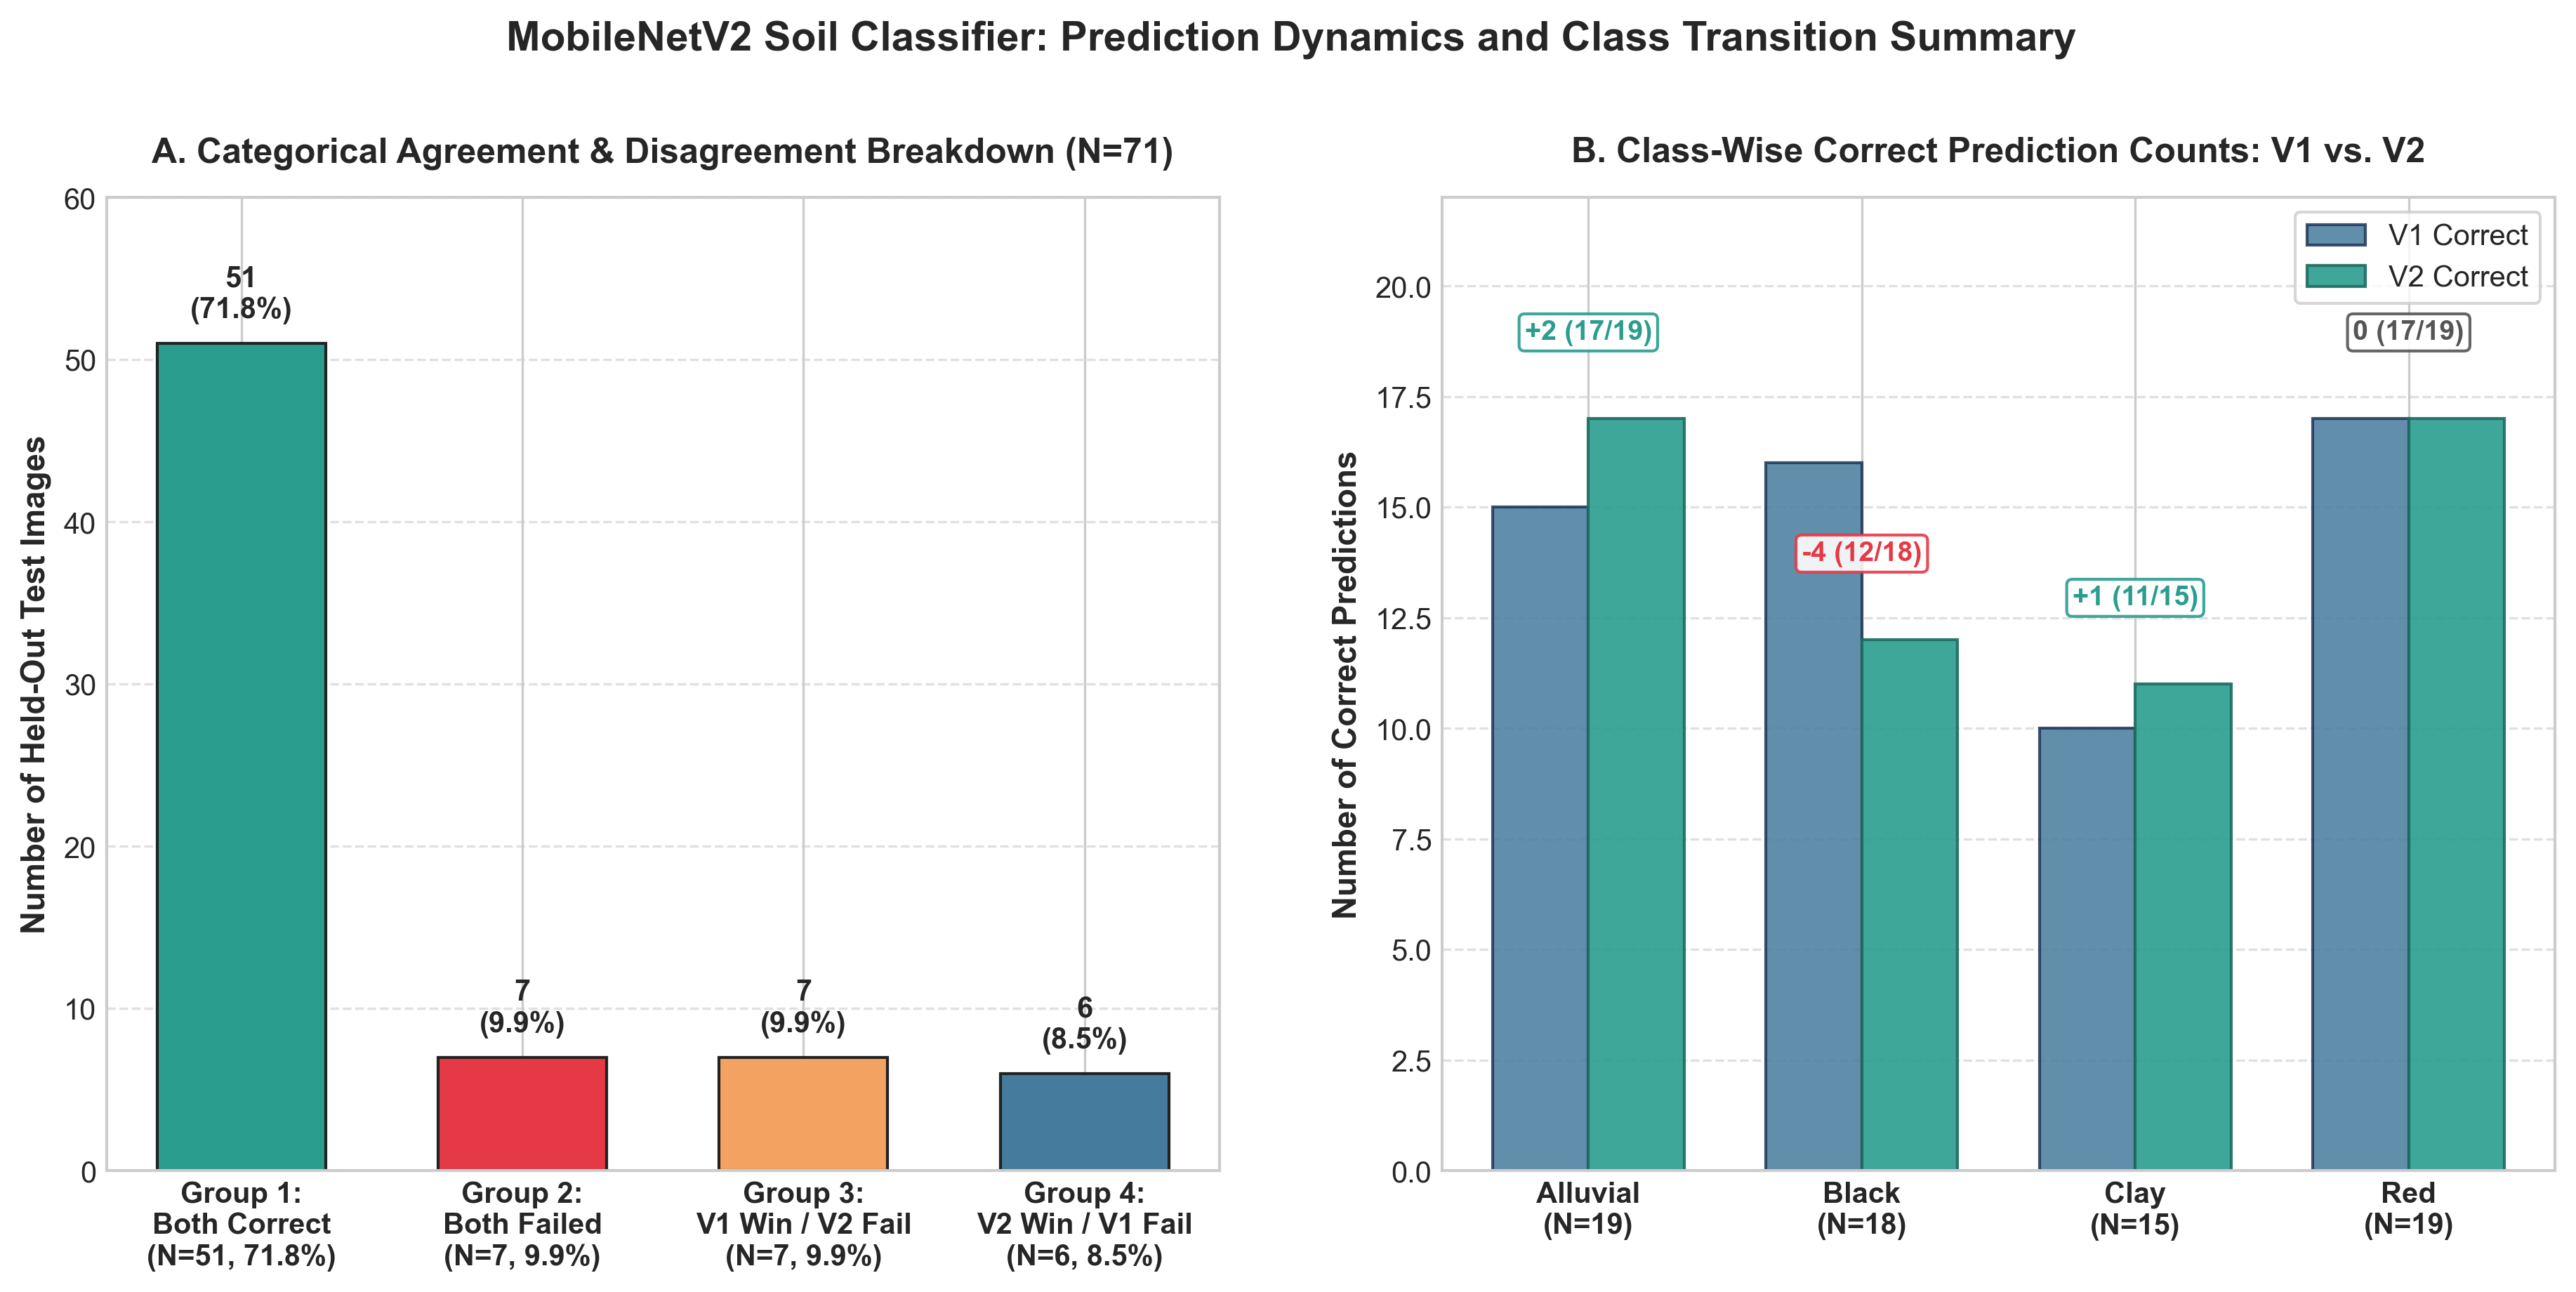 MobileNetV2 Soil Classifier: Prediction Dynamics and Class Transition Summary
A. Categorical Agreement & Disagreement Breakdown (N=71)
Number of Held-Out Test Images
60
50
40
30
20
10
0
51
(71.8%)
7
(9.9%)
7
(9.9%)
6
(8.5%)
Group 1:
Both Correct
(N=51, 71.8%)
Group 2:
Both Failed
(N=7, 9.9%)
Group 3:
V1 Win / V2 Fail
(N=7, 9.9%)
Group 4:
V2 Win / V1 Fail
(N=6, 8.5%)
B. Class-Wise Correct Prediction Counts: V1 vs. V2
Number of Correct Predictions
20.0
17.5
15.0
12.5
10.0
7.5
5.0
2.5
0.0
V1 Correct
V2 Correct
+2 (17/19)
-4 (12/18)
+1 (11/15)
0 (17/19)
Alluvial
(N=19)
Black
(N=18)
Clay
(N=15)
Red
(N=19)